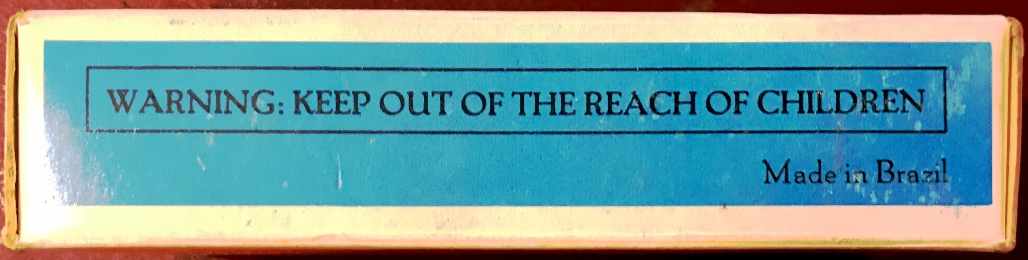 WARNING: KEEP OUT OF THE REACH OF CHILDREN
Made in Brazil